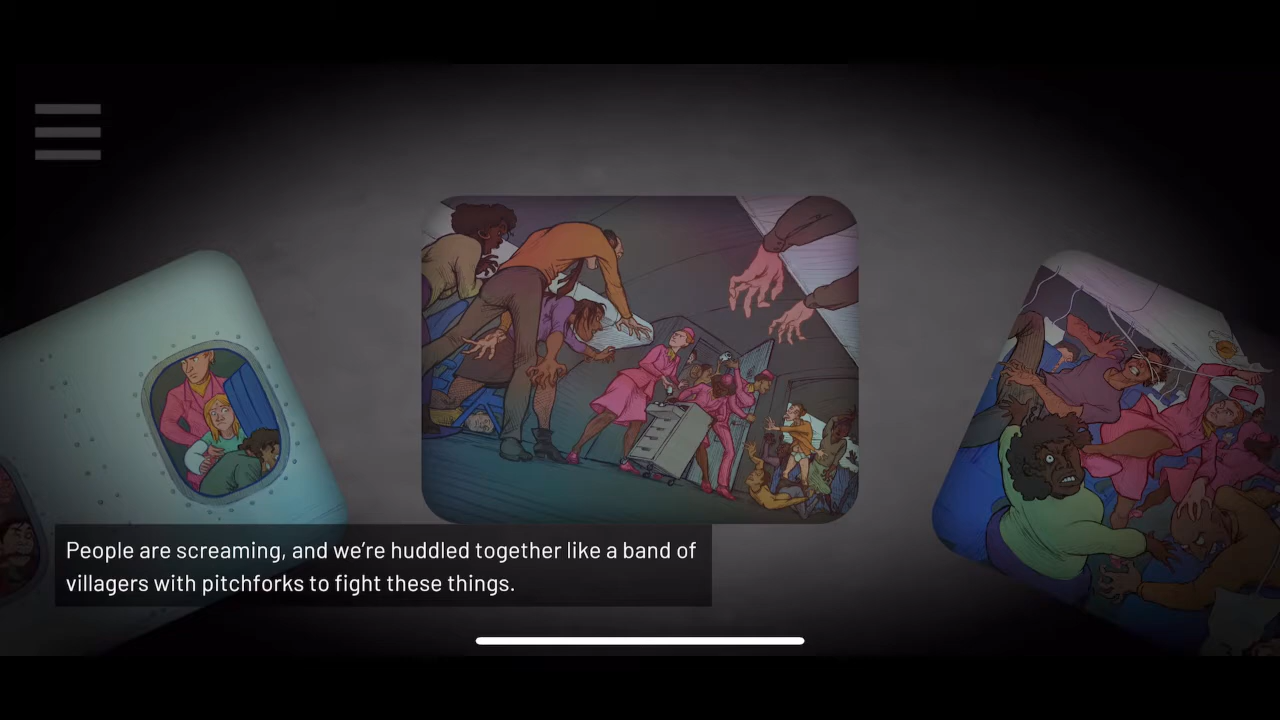 People are screaming, and we’re huddled together like a band of
villagers with pitchforks to fight these things.